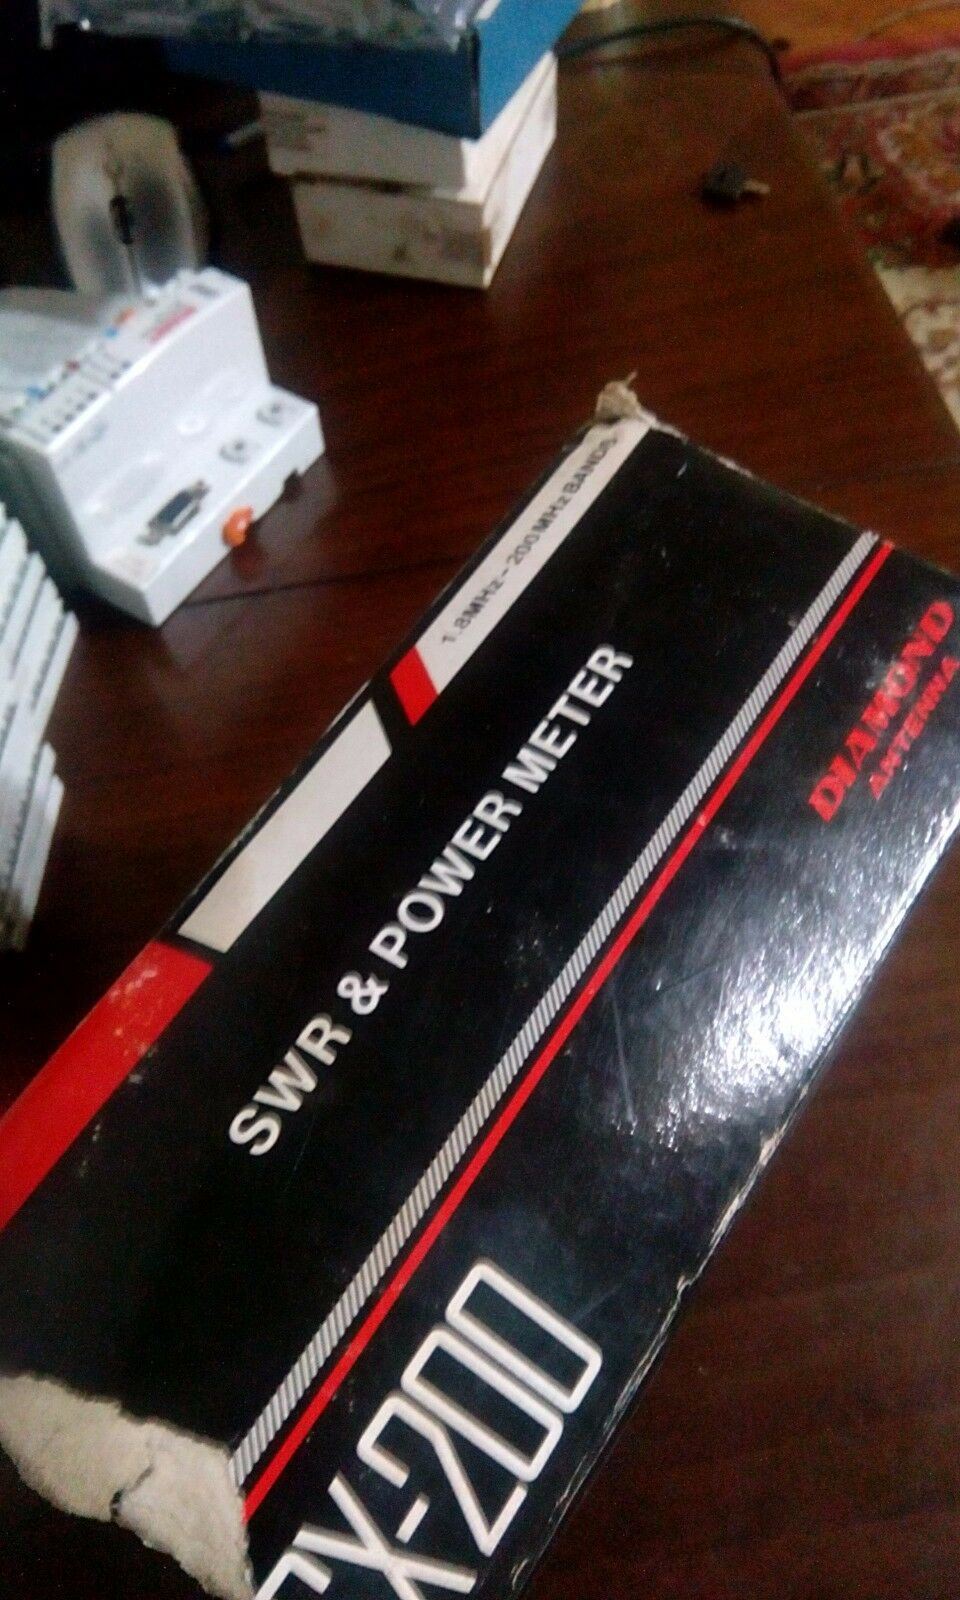 1.8MHz - 200MHz BANDS
SWR & POWER METER
DIAMOND
ANTENNA
X-200